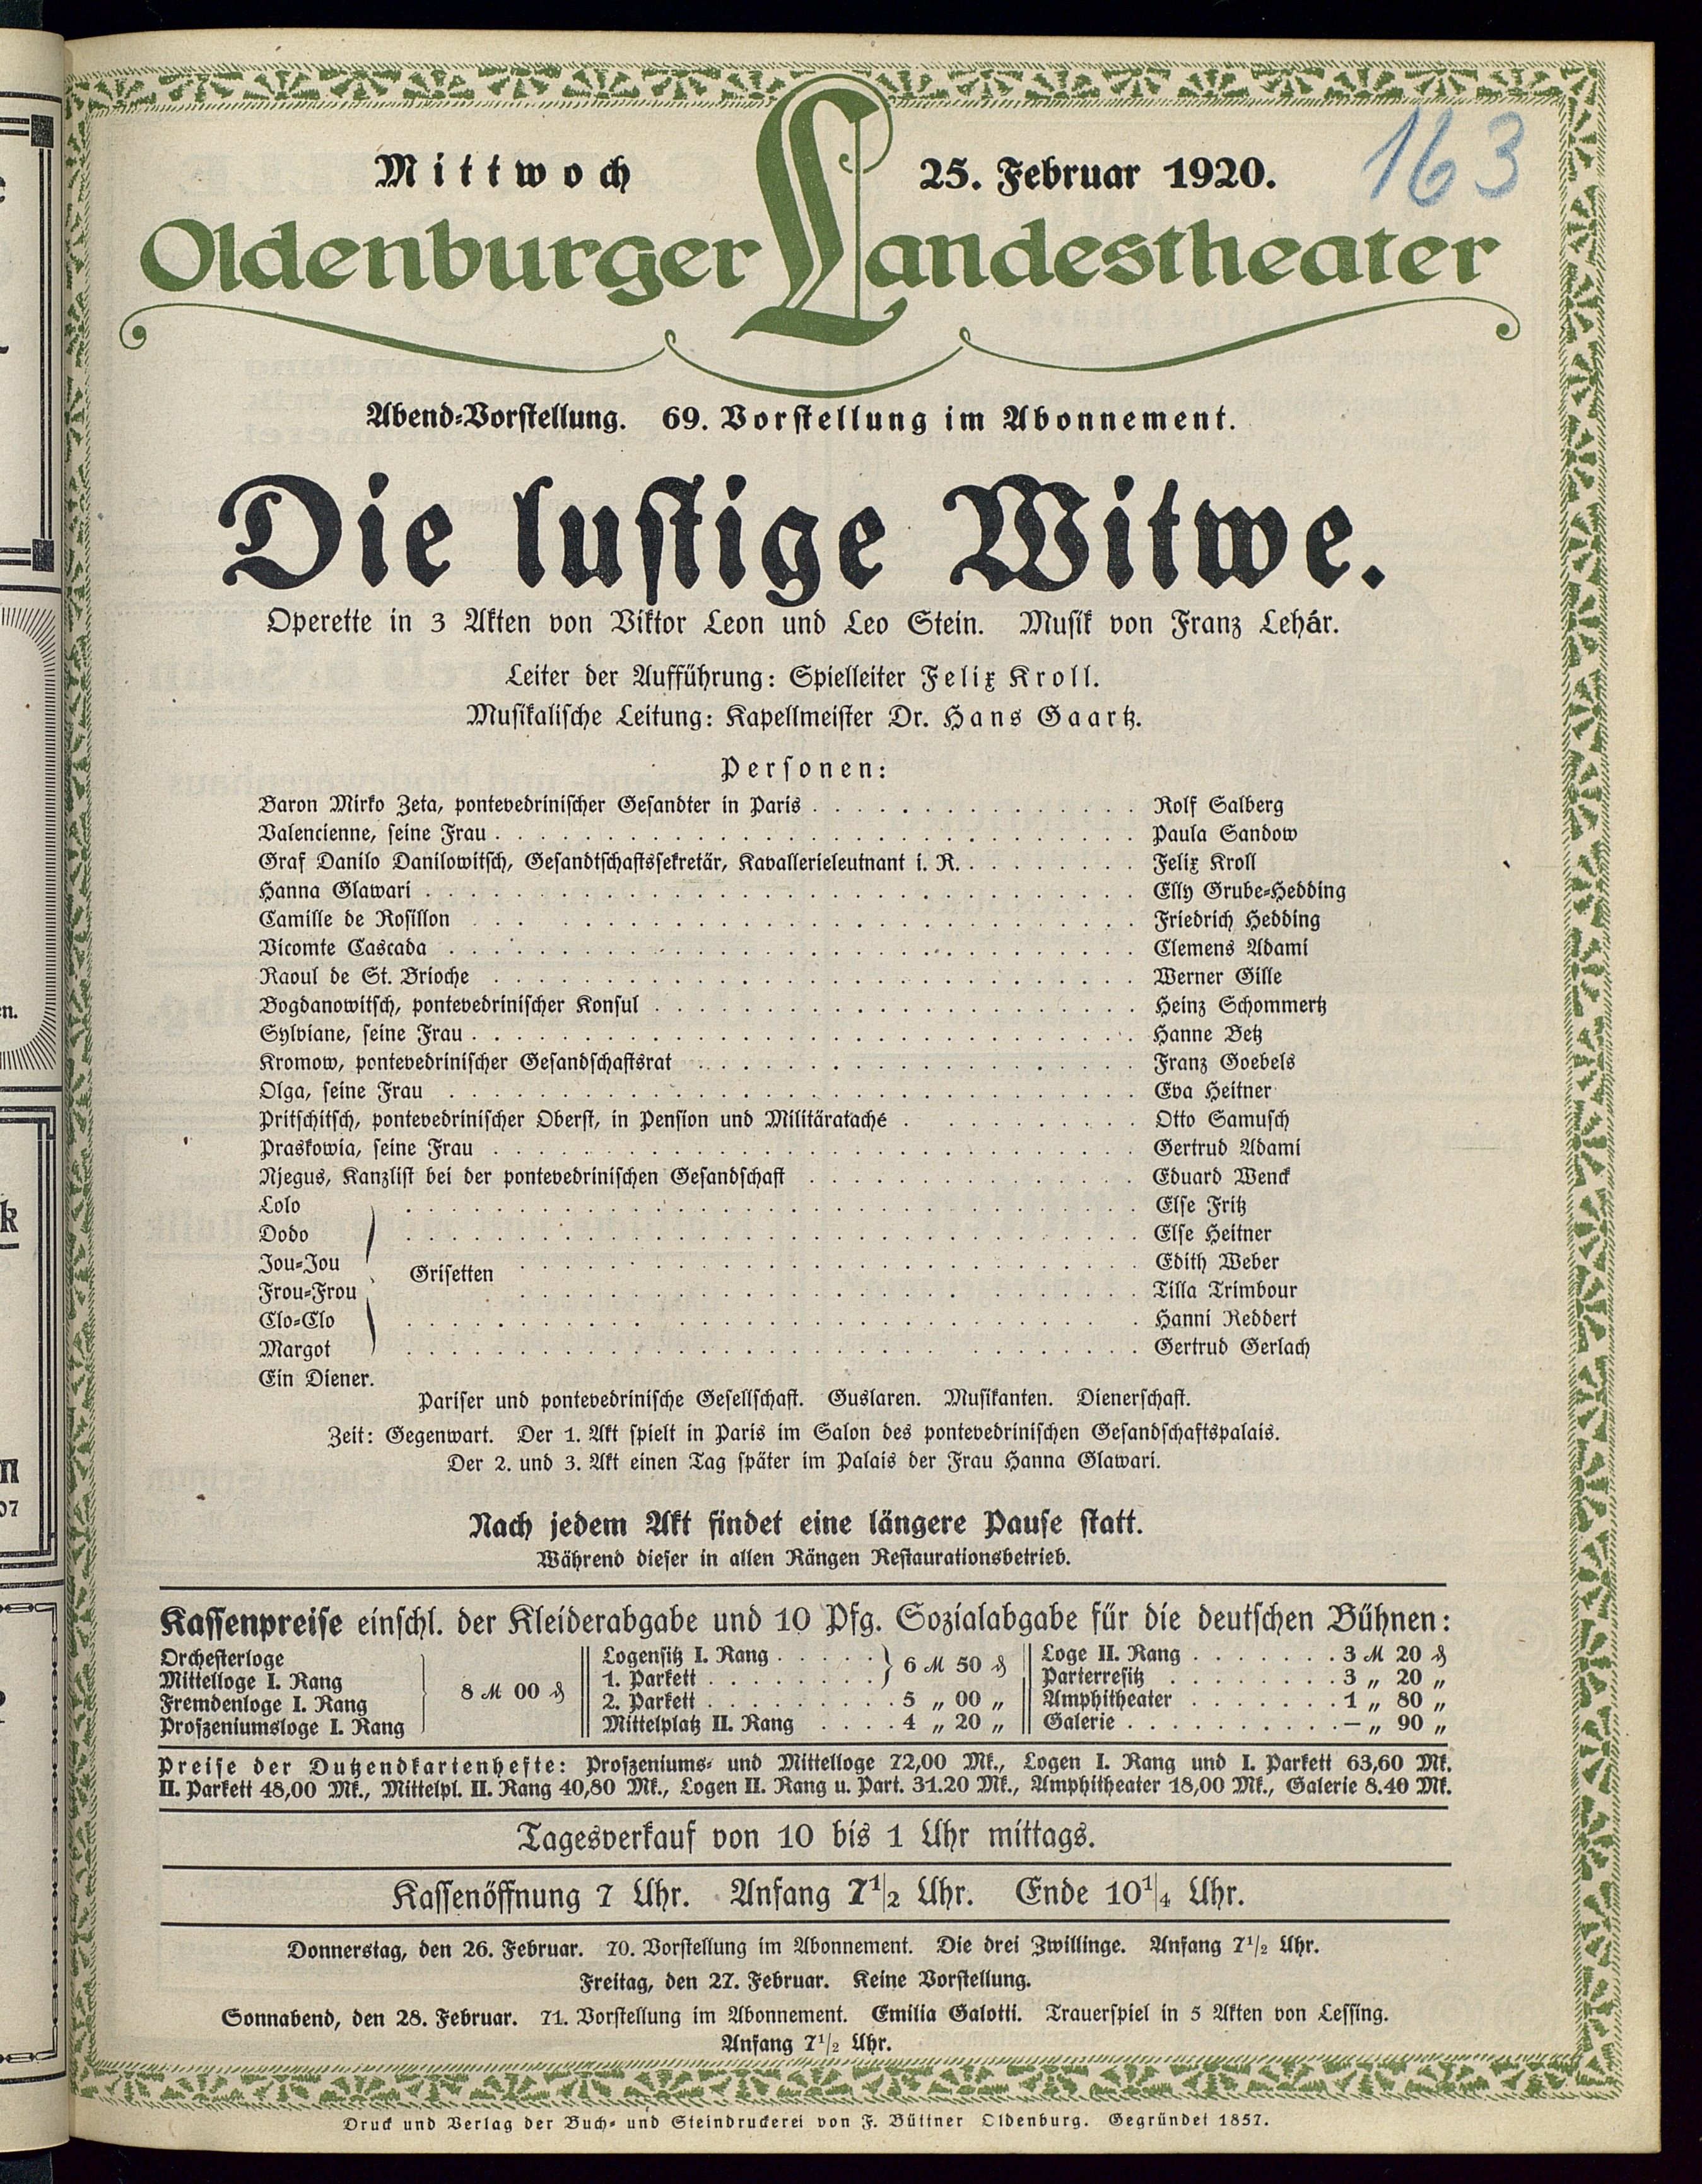 Mittwoch 25. Februar 1920. 163
Oldenburger Landestheater
Abend-Vorstellung. 69. Vorstellung im Abonnement.
Die lustige Witwe.
Operette in 3 Akten von Viktor Leon und Leo Stein. Musik von Franz Lehár.
Leiter der Aufführung: Spielleiter Felix Kroll.
Musikalische Leitung: Kapellmeister Dr. Hans Gaartz.
Personen:
Baron Mirko Zeta, pontevedrinischer Gesandter in Paris . . . Rolf Salberg
Valencienne, seine Frau . . . Paula Sandow
Graf Danilo Danilowitsch, Gesandtschaftssekretär, Kavallerieleutnant i. R. . . . Felix Kroll
Hanna Glawari . . . Elly Grube-Hedding
Camille de Rosillon . . . Friedrich Hedding
Vicomte Cascada . . . Clemens Adami
Raoul de St. Brioche . . . Werner Gille
Bogdanowitsch, pontevedrinischer Konsul . . . Heinz Schommertz
Sylviane, seine Frau . . . Hanne Betz
Kromow, pontevedrinischer Gesandschaftsrat . . . Franz Goebels
Olga, seine Frau . . . Eva Heitner
Pritschitsch, pontevedrinischer Oberst, in Pension und Militäratachė . . . Otto Samusch
Praskowia, seine Frau . . . Gertrud Adami
Njegus, Kanzlist bei der pontevedrinischen Gesandschaft . . . Eduard Wenck
Lolo . . . Else Fritz
Dodo . . . Else Heitner
Jou-Jou . . . Edith Weber
Grisetten
Frou-Frou . . . Tilla Trimbour
Clo-Clo . . . Hanni Reddert
Margot . . . Gertrud Gerlach
Ein Diener.
Pariser und pontevedrinische Gesellschaft. Guslaren. Musikanten. Dienerschaft.
Zeit: Gegenwart. Der 1. Akt spielt in Paris im Salon des pontevedrinischen Gesandschaftspalais.
Der 2. und 3. Akt einen Tag später im Palais der Frau Hanna Glawari.
Nach jedem Akt findet eine längere Pause statt.
Während dieser in allen Rängen Restaurationsbetrieb.
Kassenpreise einschl. der Kleiderabgabe und 10 Pfg. Sozialabgabe für die deutschen Bühnen:
Orchesterloge
Mittelloge I. Rang
Fremdenloge I. Rang
Proszeniumsloge I. Rang
8 ℳ 00 ₰
Logensitz I. Rang . . . . .
1. Parkett . . . . . . . .
6 ℳ 50 ₰
2. Parkett . . . . . . . . 5 „ 00 „
Mittelplatz II. Rang . . . . 4 „ 20 „
Loge II. Rang . . . . . . . 3 ℳ 20 ₰
Parterresitz . . . . . . . . 3 „ 20 „
Amphitheater . . . . . . . 1 „ 80 „
Galerie . . . . . . . . . . — „ 90 „
Preise der Dutzendkartenhefte: Proszeniums- und Mittelloge 72,00 Mk., Logen I. Rang und I. Parkett 63,60 Mk.
II. Parkett 48,00 Mk., Mittelpl. II. Rang 40,80 Mk., Logen II. Rang u. Part. 31.20 Mk., Amphitheater 18,00 Mk., Galerie 8.40 Mk.
Tagesverkauf von 10 bis 1 Uhr mittags.
Kassenöffnung 7 Uhr. Anfang 7 1/2 Uhr. Ende 10 1/4 Uhr.
Donnerstag, den 26. Februar. 70. Vorstellung im Abonnement. Die drei Zwillinge. Anfang 7 1/2 Uhr.
Freitag, den 27. Februar. Keine Vorstellung.
Sonnabend, den 28. Februar. 71. Vorstellung im Abonnement. Emilia Galotti. Trauerspiel in 5 Akten von Lessing.
Anfang 7 1/2 Uhr.
Druck und Verlag der Buch- und Steindruckerei von F. Büttner Oldenburg. Gegründet 1857.